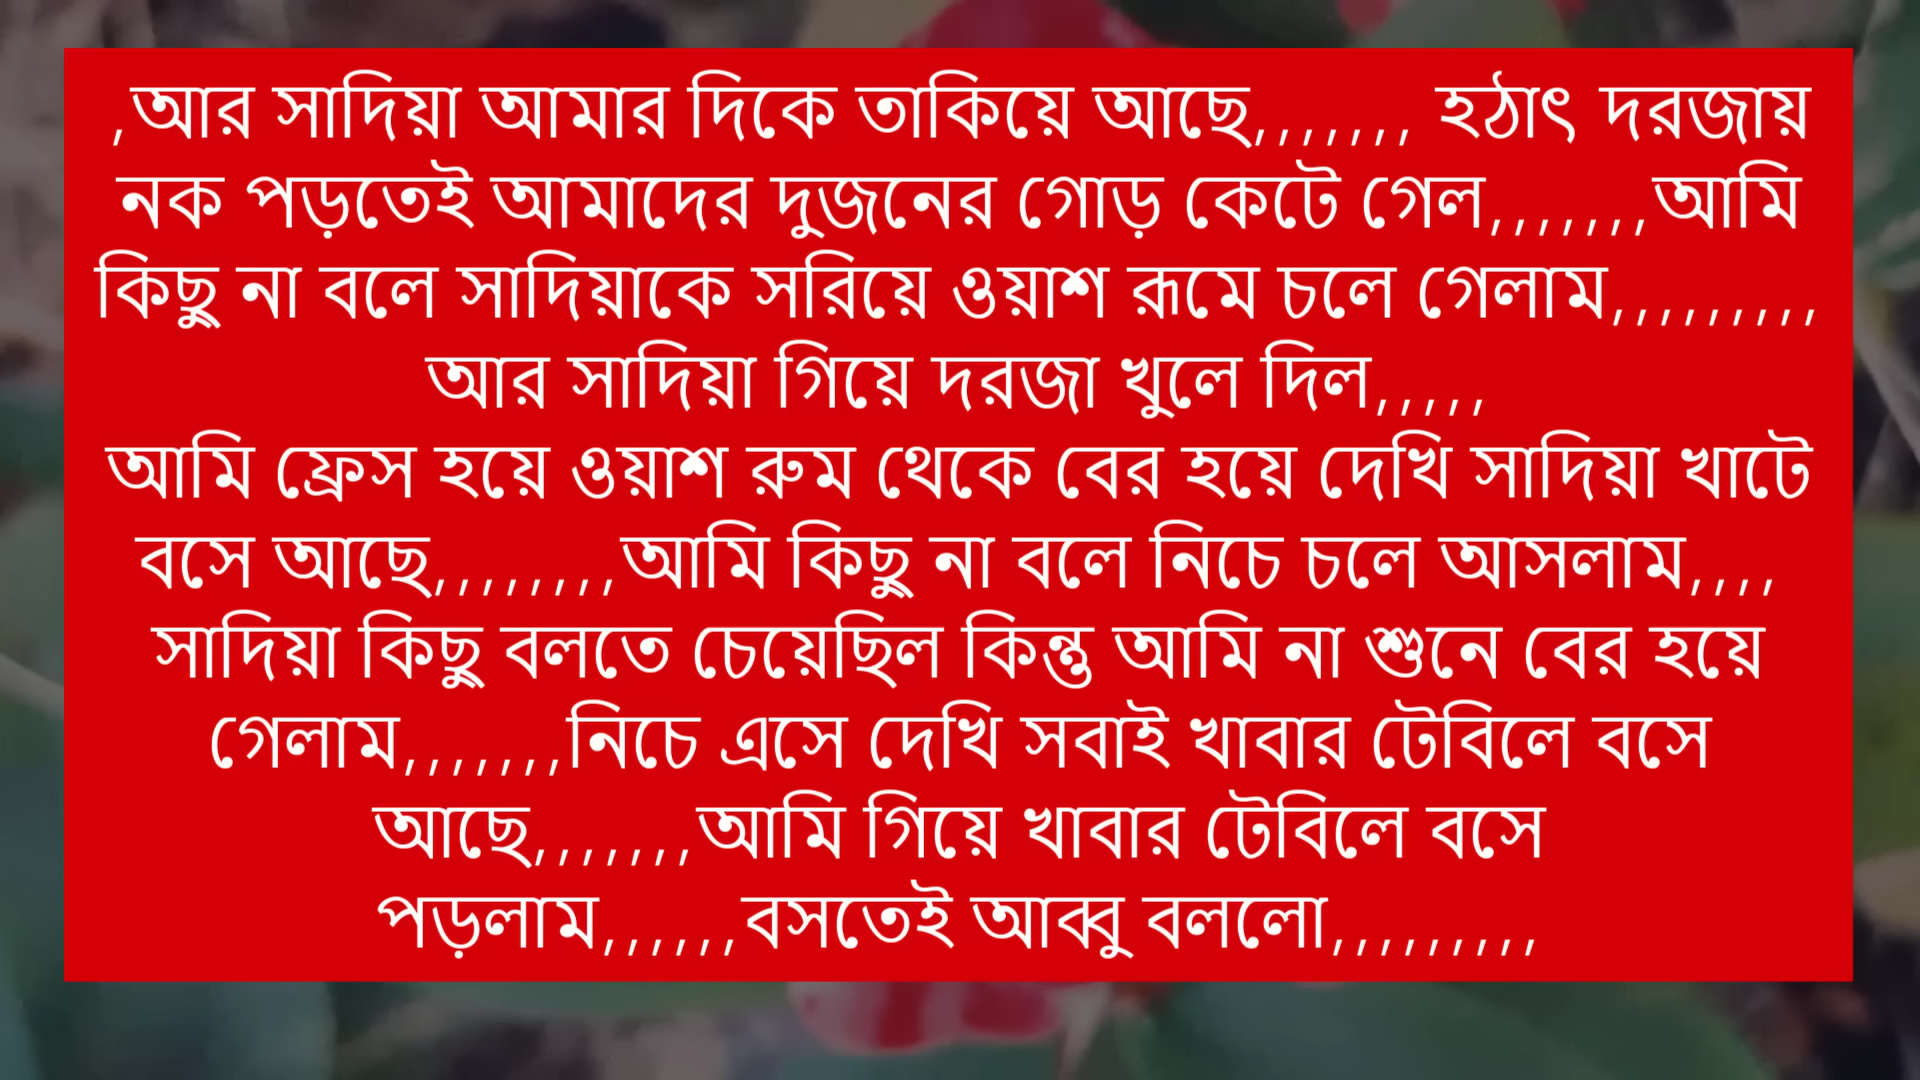 ,আর সাদিয়া আমার দিকে তাকিয়ে আছে,,,,,,, হঠাৎ দরজায়
নক পড়তেই আমাদের দুজনের গোড় কেটে গেল,,,,,,,আমি
কিছু না বলে সাদিয়াকে সরিয়ে ওয়াশ রূমে চলে গেলাম,,,,,,,,,
আর সাদিয়া গিয়ে দরজা খুলে দিল,,,,,
আমি ফ্রেস হয়ে ওয়াশ রুম থেকে বের হয়ে দেখি সাদিয়া খাটে
বসে আছে,,,,,,,,আমি কিছু না বলে নিচে চলে আসলাম,,,,
সাদিয়া কিছু বলতে চেয়েছিল কিন্তু আমি না শুনে বের হয়ে
গেলাম,,,,,,,নিচে এসে দেখি সবাই খাবার টেবিলে বসে
আছে,,,,,,,আমি গিয়ে খাবার টেবিলে বসে
পড়লাম,,,,,,বসতেই আব্বু বললো,,,,,,,,,